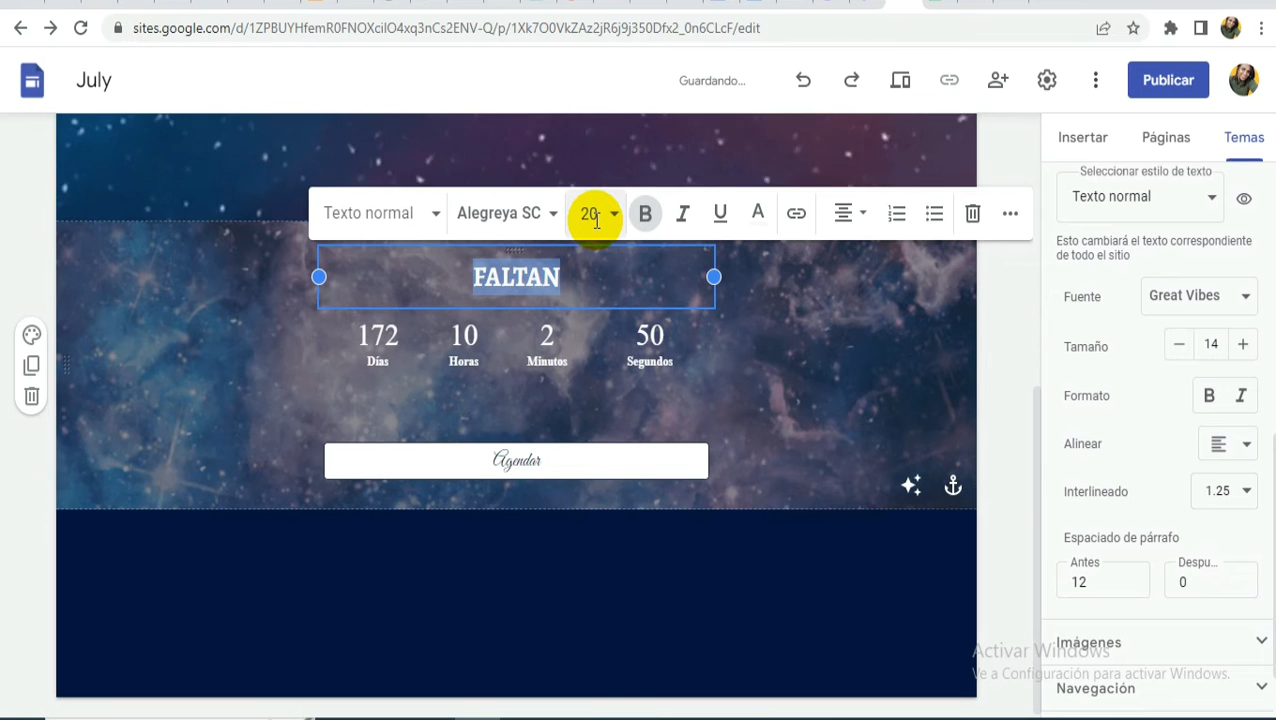 sites.google.com/d/1ZPBUYHfemR0FNOXcilO4xq3nCs2ENV-Q/p/1Xk7O0VkZAz2jR6j9j350Dfx2_0n6CLcF/edit
July
Guardando...
Publicar
Insertar
Páginas
Temas
Seleccionar estilo de texto
Texto normal
Esto cambiará el texto correspondiente
de todo el sitio
Fuente
Great Vibes
Tamaño
14
Formato
B
I
Alinear
Interlineado
1.25
Espaciado de párrafo
Antes
12
Despu...
0
Imágenes
Navegación
Texto normal
Alegreya SC
20
B
I
U
A
FALTAN
172
10
2
50
Días
Horas
Minutos
Segundos
Agendar
Activar Windows
Ve a Configuración para activar Windows.